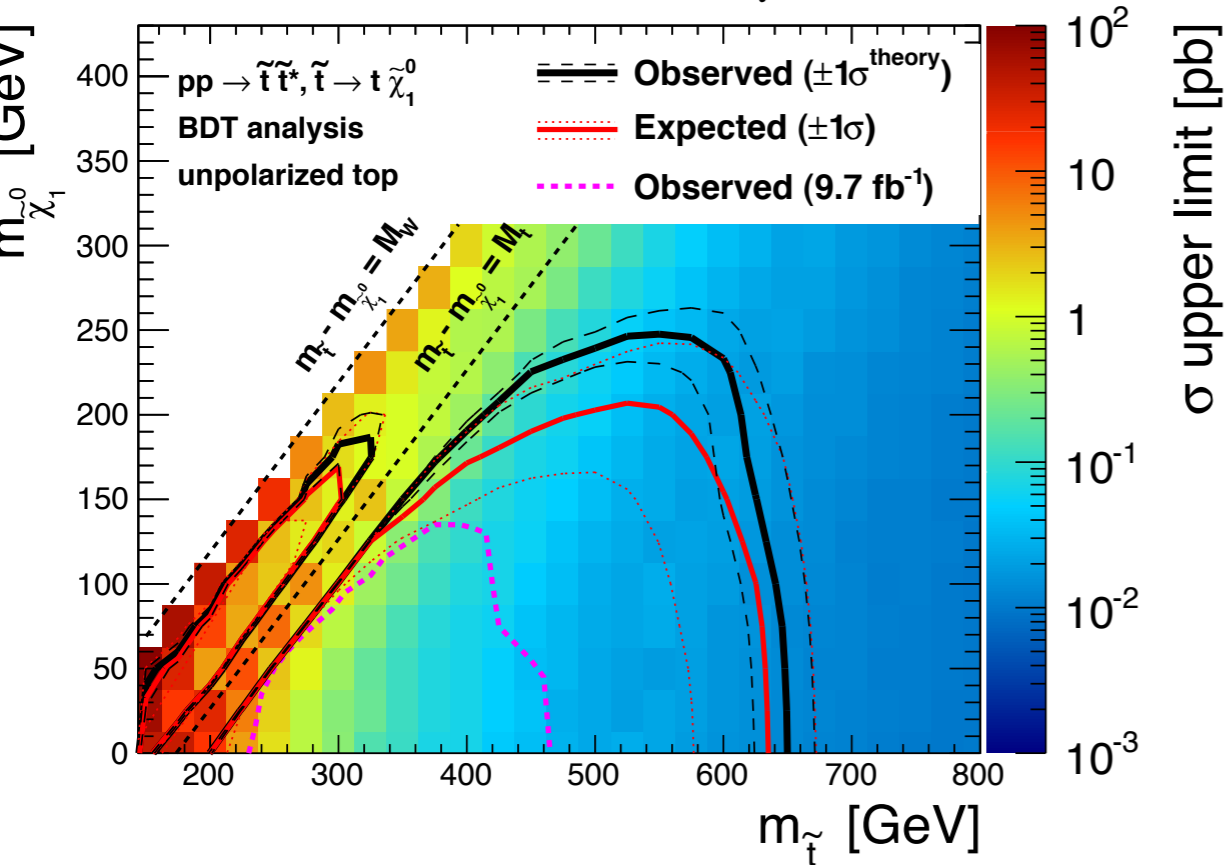 m_χ̃₁⁰ [GeV]
400
350
300
250
200
150
100
50
0
pp → t̃ t̃*, t̃ → t χ̃₁⁰
BDT analysis
unpolarized top
Observed (±1σ^theory)
Expected (±1σ)
Observed (9.7 fb⁻¹)
m_t̃ - m_χ̃₁⁰ = M_W
m_t̃ - m_χ̃₁⁰ = M_t
200 300 400 500 600 700 800
m_t̃ [GeV]
10²
10
1
10⁻¹
10⁻²
10⁻³
σ upper limit [pb]